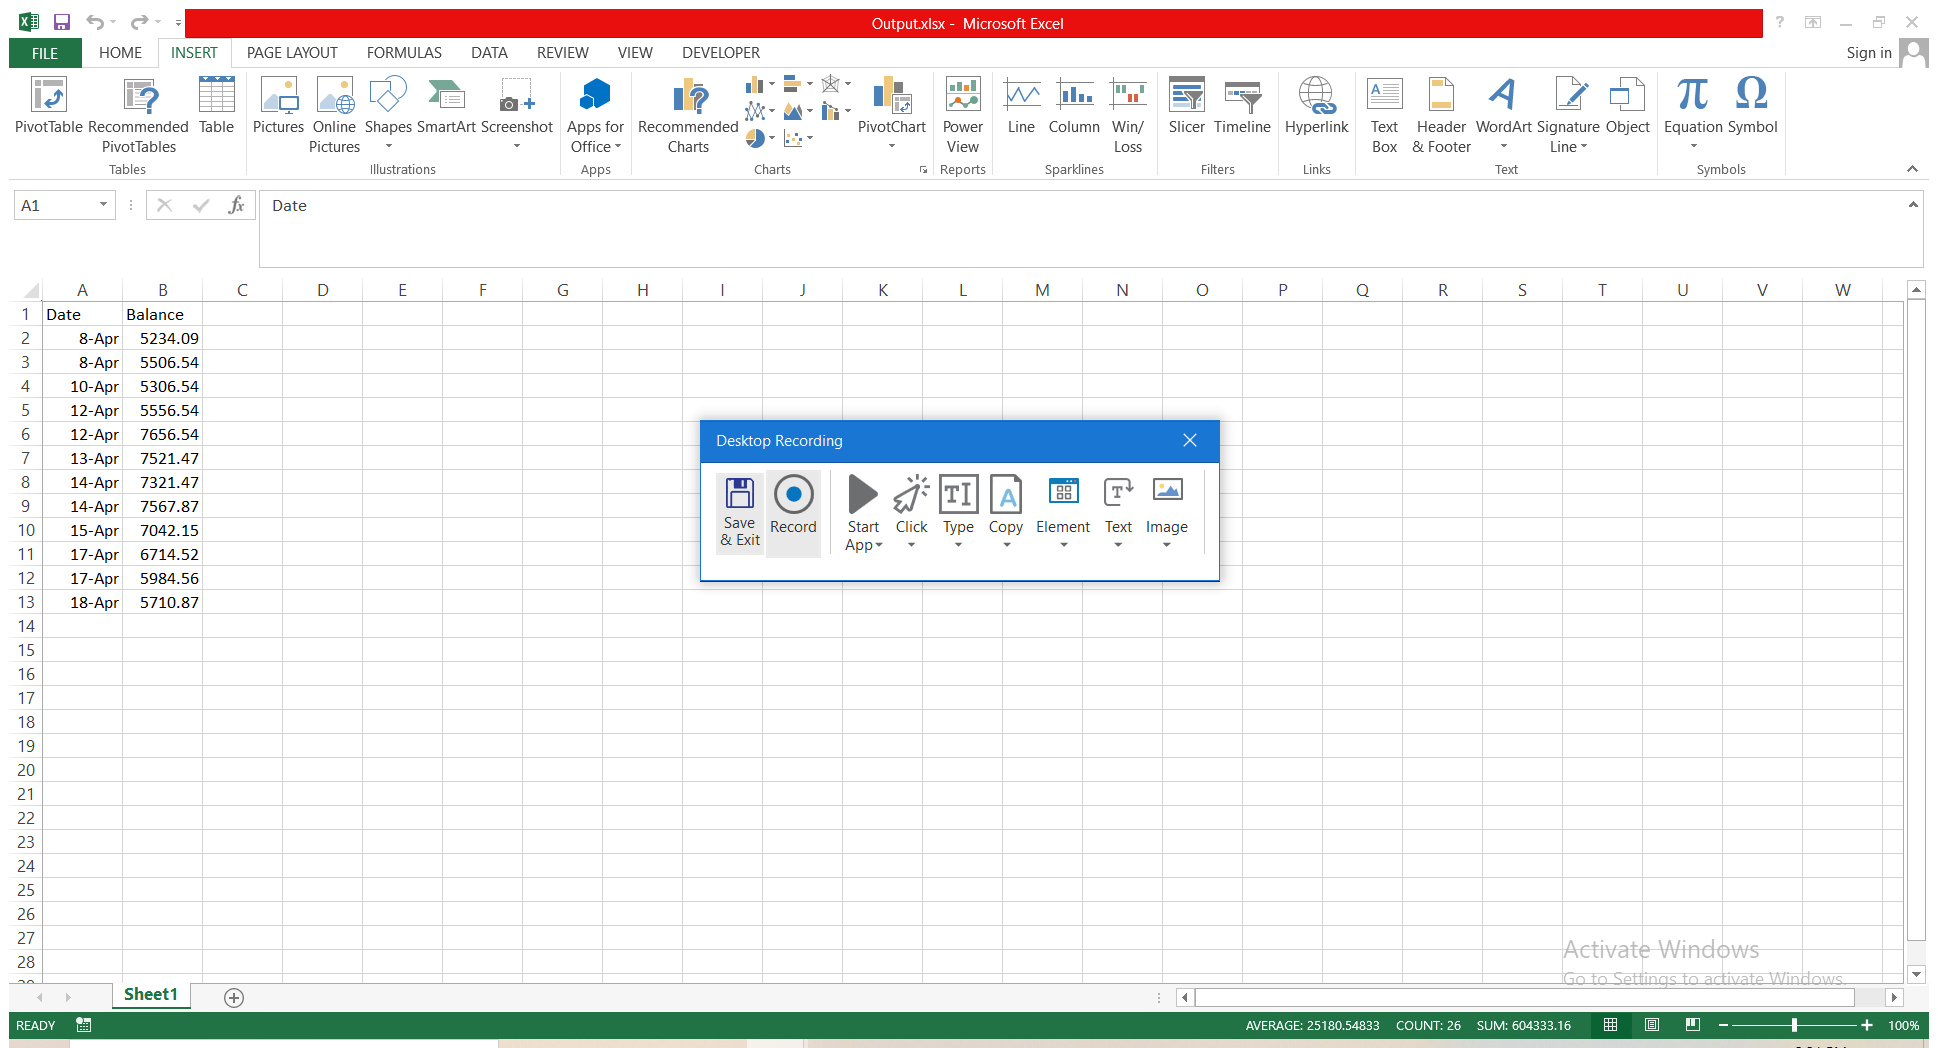 Output.xlsx - Microsoft Excel
FILE HOME INSERT PAGE LAYOUT FORMULAS DATA REVIEW VIEW DEVELOPER Sign in
PivotTable Recommended PivotTables Table
Tables
Pictures Online Pictures Shapes SmartArt Screenshot
Illustrations
Apps for Office
Apps
Recommended Charts PivotChart
Charts
Power View
Reports
Line Column Win/ Loss
Sparklines
Slicer Timeline
Filters
Hyperlink
Links
Text Box Header & Footer WordArt Signature Line Object
Text
Equation Symbol
Symbols
A1 fx Date
A B C D E F G H I J K L M N O P Q R S T U V W
1 Date Balance
2 8-Apr 5234.09
3 8-Apr 5506.54
4 10-Apr 5306.54
5 12-Apr 5556.54
6 12-Apr 7656.54
7 13-Apr 7521.47
8 14-Apr 7321.47
9 14-Apr 7567.87
10 15-Apr 7042.15
11 17-Apr 6714.52
12 17-Apr 5984.56
13 18-Apr 5710.87
14
15
16
17
18
19
20
21
22
23
24
25
26
27
28
Desktop Recording
Save & Exit Record Start App Click Type Copy Element Text Image
Activate Windows
Go to Settings to activate Windows.
Sheet1
READY AVERAGE: 25180.54833 COUNT: 26 SUM: 604333.16 100%